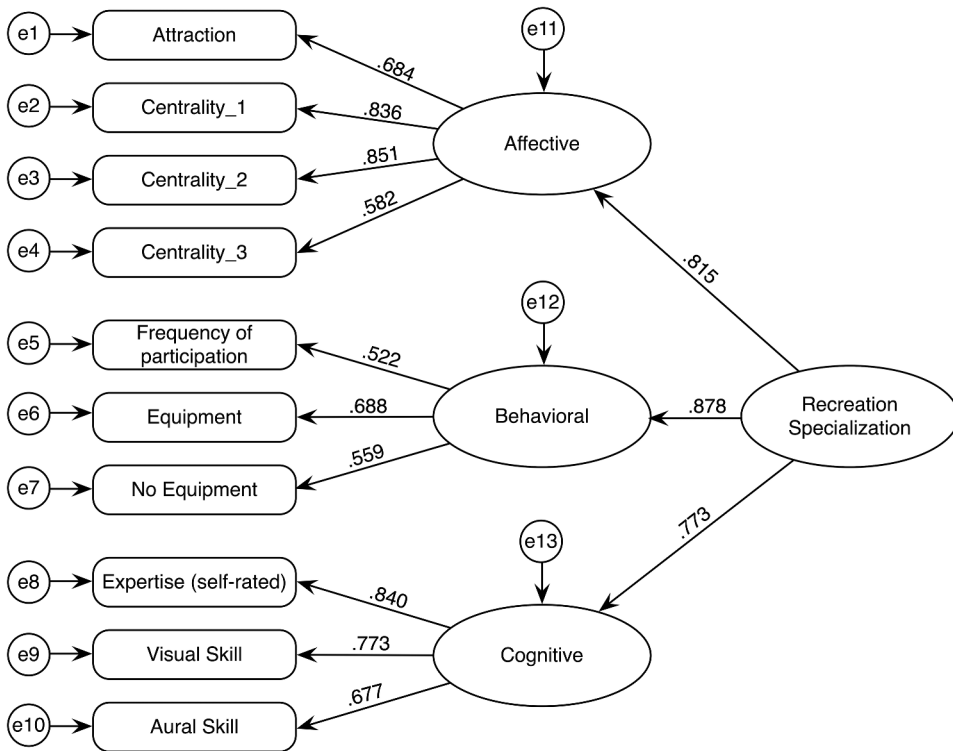 e1
Attraction
e11
.684
e2
Centrality_1
.836
Affective
e3
Centrality_2
.851
e4
Centrality_3
.582
.815
e12
e5
Frequency of
participation
.522
e6
Equipment
.688
Behavioral
.878
Recreation
Specialization
e7
No Equipment
.559
.773
e13
e8
Expertise (self-rated)
.840
e9
Visual Skill
.773
Cognitive
e10
Aural Skill
.677